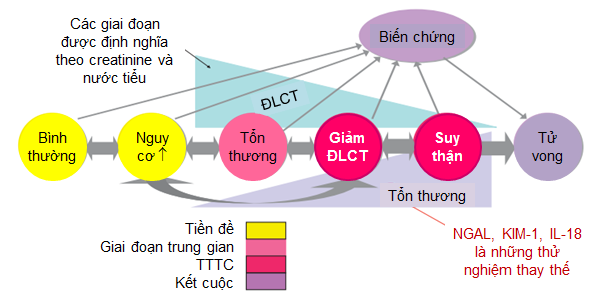 Các giai đoạn
được định nghĩa
theo creatinine và
nước tiểu
Biến chứng
ĐLCT
Bình
thường
Nguy
cơ ↑
Tổn
thương
Giảm
ĐLCT
Suy
thận
Tử
vong
Tổn thương
Tiền đề
Giai đoạn trung gian
TTTC
Kết cuộc
NGAL, KIM-1, IL-18
là những thử
nghiệm thay thế